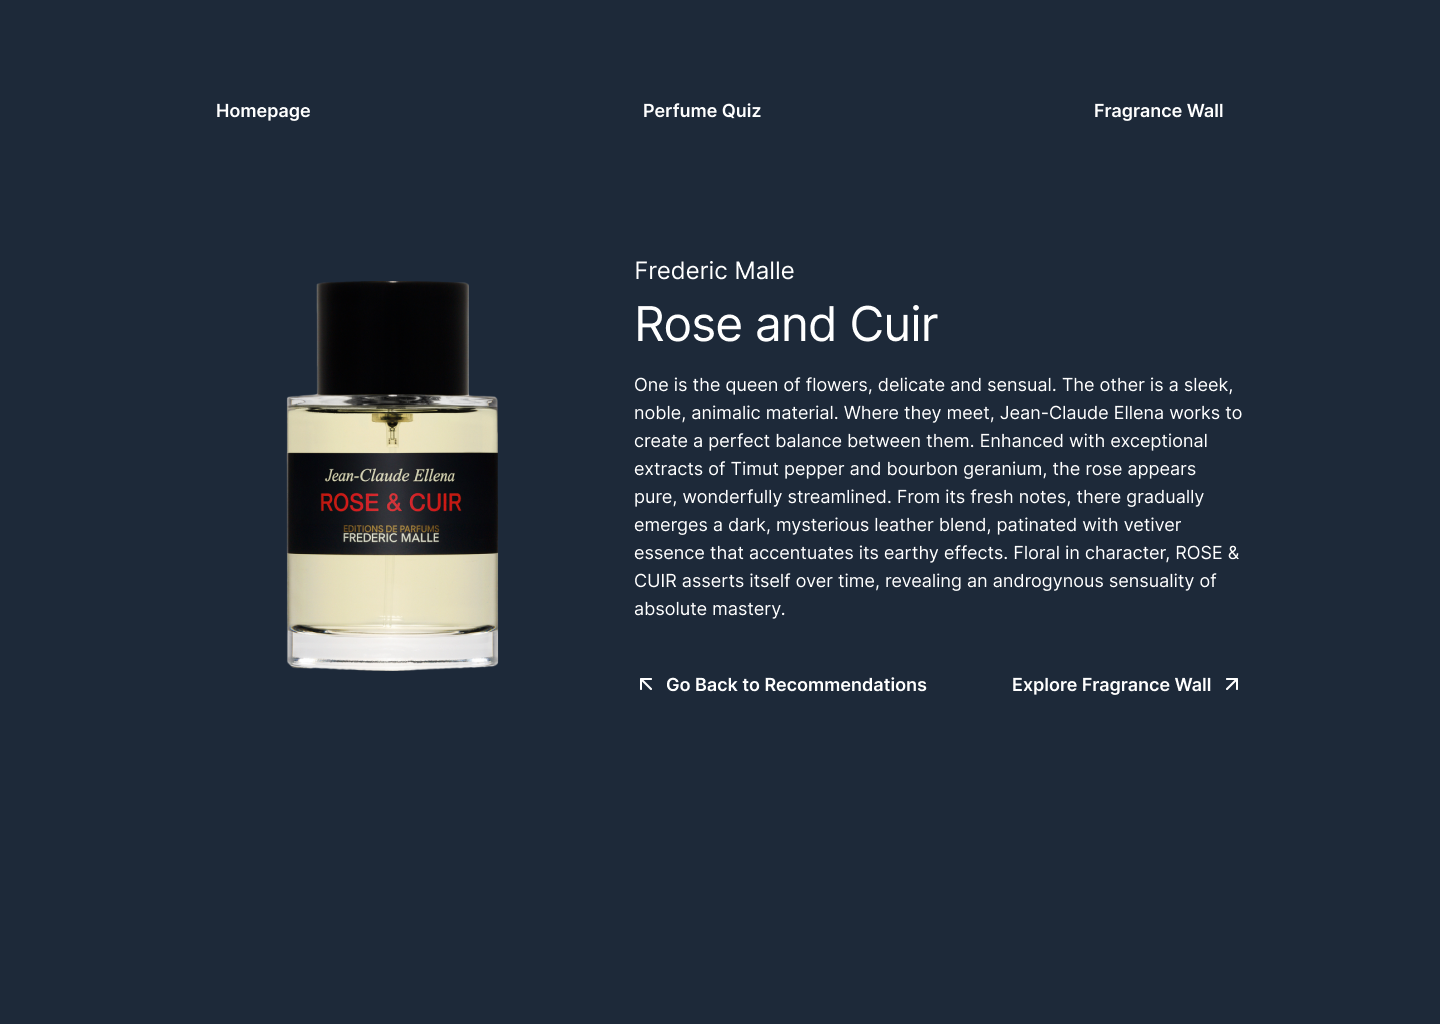 Homepage
Perfume Quiz
Fragrance Wall
Frederic Malle
Rose and Cuir
One is the queen of flowers, delicate and sensual. The other is a sleek,
noble, animalic material. Where they meet, Jean-Claude Ellena works to
create a perfect balance between them. Enhanced with exceptional
extracts of Timut pepper and bourbon geranium, the rose appears
pure, wonderfully streamlined. From its fresh notes, there gradually
emerges a dark, mysterious leather blend, patinated with vetiver
essence that accentuates its earthy effects. Floral in character, ROSE &
CUIR asserts itself over time, revealing an androgynous sensuality of
absolute mastery.
Jean-Claude Ellena
ROSE & CUIR
EDITIONS DE PARFUMS
FREDERIC MALLE
Go Back to Recommendations
Explore Fragrance Wall